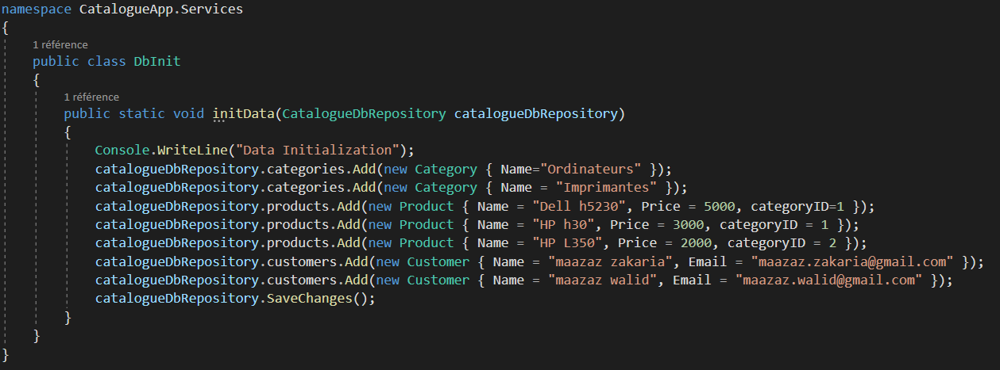 namespace CatalogueApp.Services
{
1 référence
public class DbInit
{
1 référence
public static void initData(CatalogueDbRepository catalogueDbRepository)
{
Console.WriteLine("Data Initialization");
catalogueDbRepository.categories.Add(new Category { Name="Ordinateurs" });
catalogueDbRepository.categories.Add(new Category { Name = "Imprimantes" });
catalogueDbRepository.products.Add(new Product { Name = "Dell h5230", Price = 5000, categoryID=1 });
catalogueDbRepository.products.Add(new Product { Name = "HP h30", Price = 3000, categoryID = 1 });
catalogueDbRepository.products.Add(new Product { Name = "HP L350", Price = 2000, categoryID = 2 });
catalogueDbRepository.customers.Add(new Customer { Name = "maazaz zakaria", Email = "maazaz.zakaria@gmail.com" });
catalogueDbRepository.customers.Add(new Customer { Name = "maazaz walid", Email = "maazaz.walid@gmail.com" });
catalogueDbRepository.SaveChanges();
}
}
}